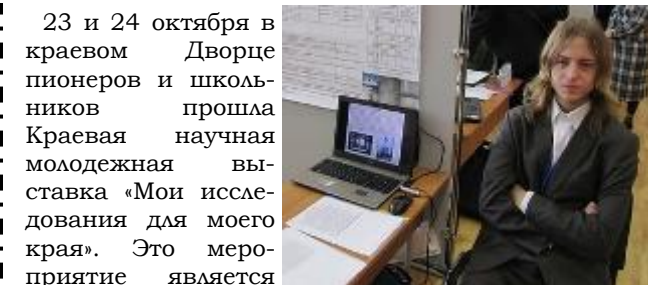 23 и 24 октября в
краевом Дворце
пионеров и школь-
ников прошла
Краевая научная
молодежная вы-
ставка «Мои иссле-
дования для моего
края». Это меро-
приятие является